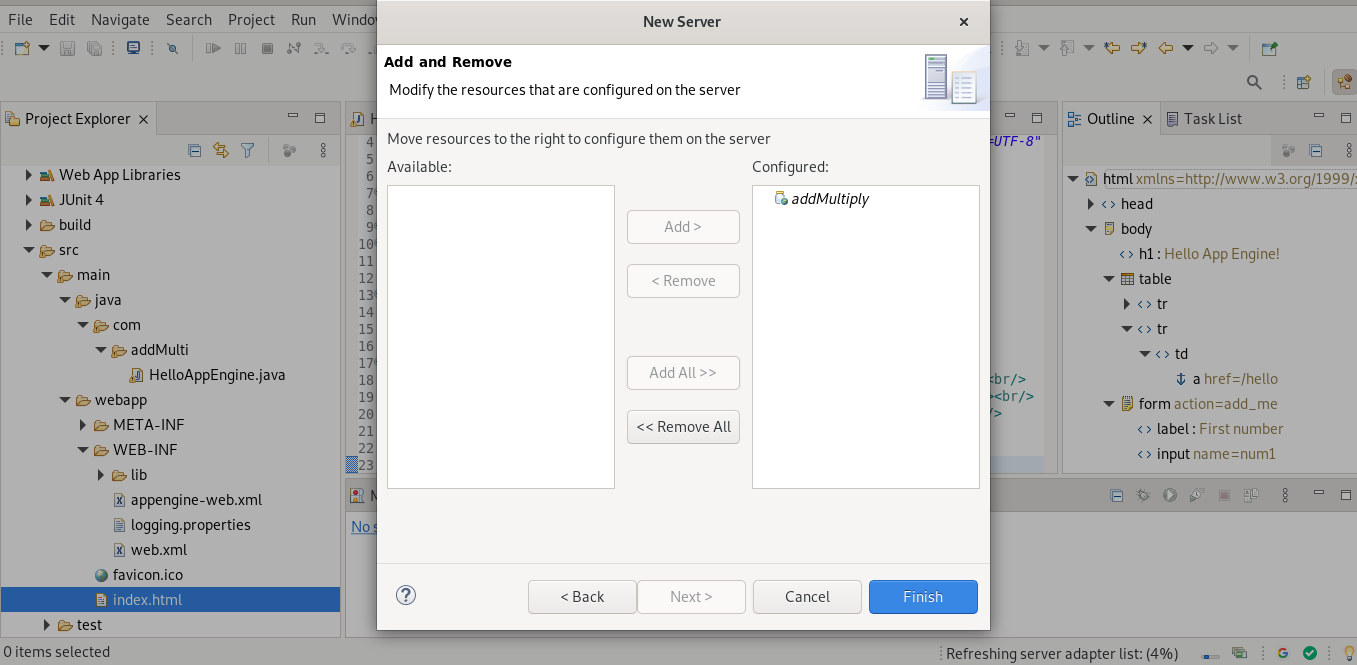 New Server
File Edit Navigate Search Project Run
Add and Remove
Modify the resources that are configured on the server
Project Explorer
Web App Libraries
JUnit 4
build
src
main
java
com
addMulti
HelloAppEngine.java
webapp
META-INF
WEB-INF
lib
appengine-web.xml
logging.properties
web.xml
favicon.ico
index.html
test
0 items selected
4
5
6
7
8
9
10
11
12
13
14
15
16
17
18
19
20
21
22
23
Move resources to the right to configure them on the server
Available:
Configured:
addMultiply
Add >
< Remove
Add All >>
<< Remove All
< Back
Next >
Cancel
Finish
=UTF-8"
<br/>
><br/>
/>
Outline
Task List
html xmlns=http://www.w3.org/1999/
head
body
h1 : Hello App Engine!
table
tr
tr
td
a href=/hello
form action=add_me
label : First number
input name=num1
Refreshing server adapter list: (4%)